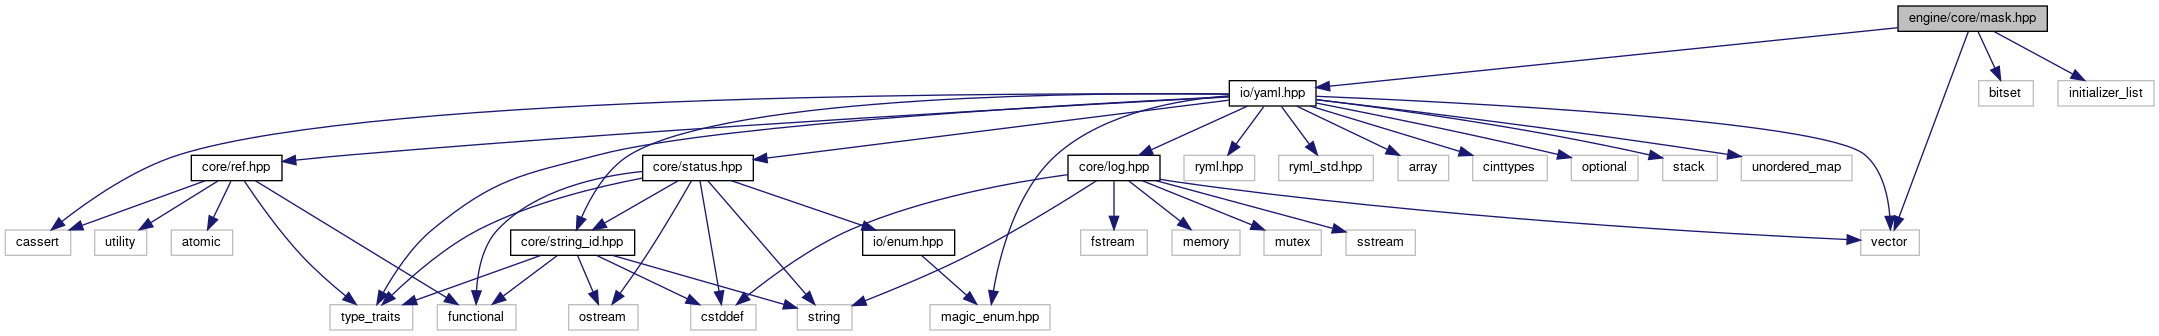 engine/core/mask.hpp
io/yaml.hpp
bitset
initializer_list
core/ref.hpp
core/status.hpp
core/log.hpp
ryml.hpp
ryml_std.hpp
array
cinttypes
optional
stack
unordered_map
cassert
utility
atomic
core/string_id.hpp
io/enum.hpp
fstream
memory
mutex
sstream
vector
type_traits
functional
ostream
cstddef
string
magic_enum.hpp